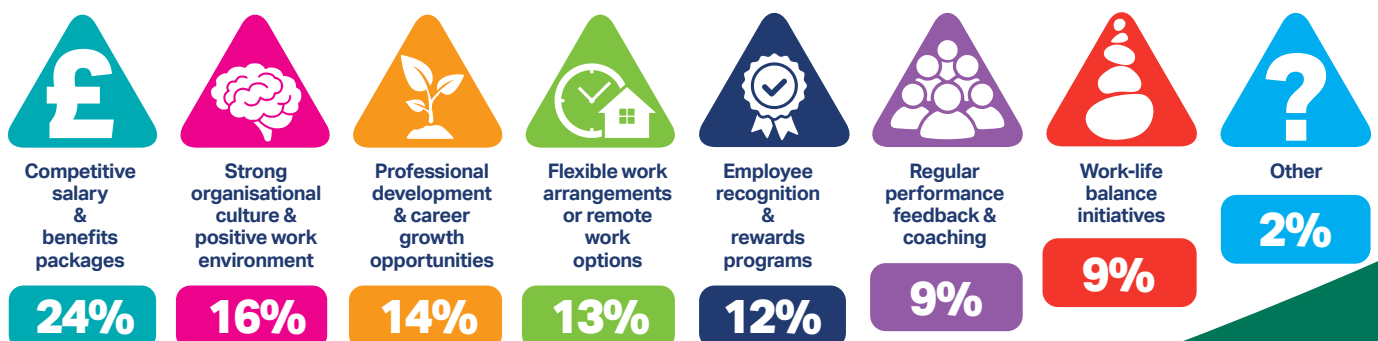 £
Competitive
salary
&
benefits
packages
24%
Strong
organisational
culture &
positive work
environment
16%
Professional
development
& career
growth
opportunities
14%
Flexible work
arrangements
or remote
work
options
13%
Employee
recognition
&
rewards
programs
12%
Regular
performance
feedback &
coaching
9%
Work-life
balance
initiatives
9%
?
Other
2%